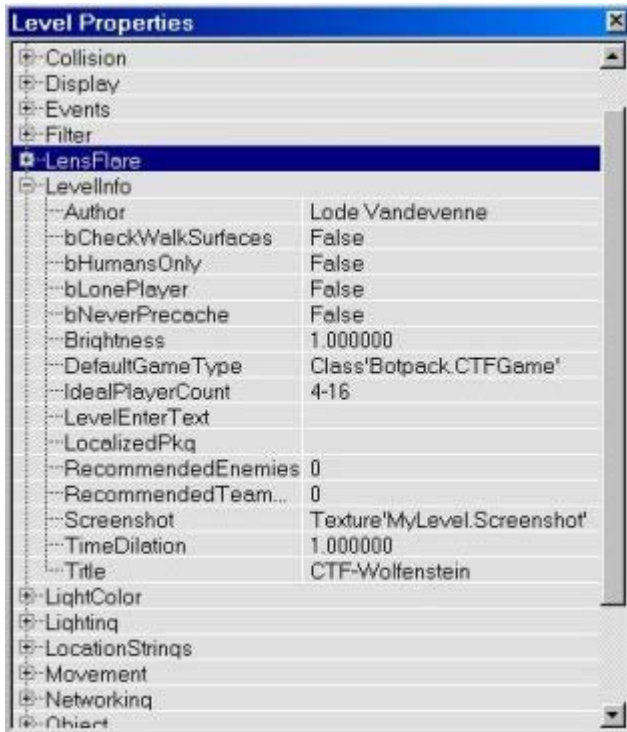 Level Properties
Collision
Display
Events
Filter
LensFlare
LevelInfo
Author Lode Vandevenne
bCheckWalkSurfaces False
bHumansOnly False
bLonePlayer False
bNeverPrecache False
Brightness 1.000000
DefaultGameType Class'Botpack.CTFGame'
IdealPlayerCount 4-16
LevelEnterText
LocalizedPkg
RecommendedEnemies 0
RecommendedTeam... 0
Screenshot Texture'MyLevel.Screenshot'
TimeDilation 1.000000
Title CTF-Wolfenstein
LightColor
Lighting
LocationStrings
Movement
Networking
Object